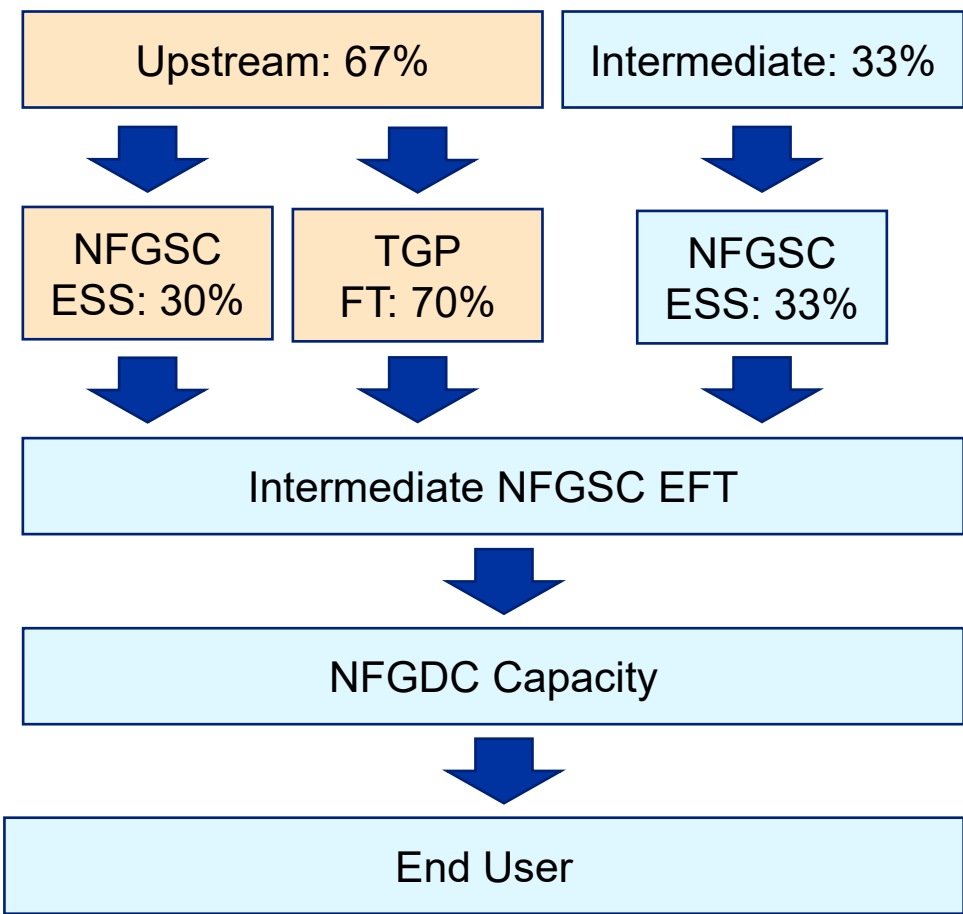 Upstream: 67%
Intermediate: 33%
NFGSC
ESS: 30%
TGP
FT: 70%
NFGSC
ESS: 33%
Intermediate NFGSC EFT
NFGDC Capacity
End User